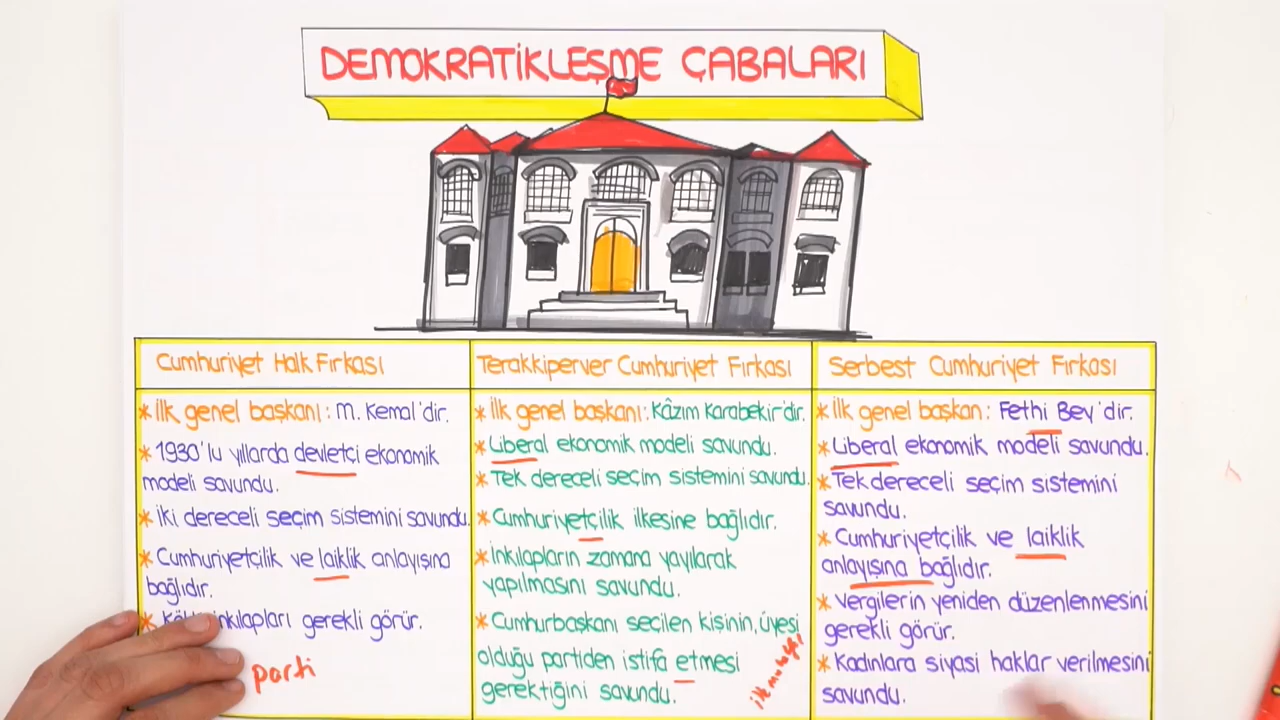 DEMOKRATİKLEŞME ÇABALARI
Cumhuriyet Halk Fırkası
* İlk genel başkanı: M. Kemal'dir.
* 1930'lu yıllarda devletçi ekonomik
modeli savundu.
* İki dereceli seçim sistemini savundu.
* Cumhuriyetçilik ve laiklik anlayışına
bağlıdır.
* inkılapları gerekli görür.
parti
Terakkiperver Cumhuriyet Fırkası
* İlk genel başkanı: Kâzım Karabekir'dir.
* Liberal ekonomik modeli savundu.
* Tek dereceli seçim sistemini savundu.
* Cumhuriyetçilik ilkesine bağlıdır.
* İnkılapların zamana yayılarak
yapılmasını savundu.
* Cumhurbaşkanı seçilen kişinin, üyesi
olduğu partiden istifa etmesi
gerektiğini savundu.
Serbest Cumhuriyet Fırkası
* İlk genel başkan: Fethi Bey'dir.
* Liberal ekonomik modeli savundu.
* Tek dereceli seçim sistemini
savundu.
* Cumhuriyetçilik ve laiklik
anlayışına bağlıdır.
* Vergilerin yeniden düzenlenmesini
gerekli görür.
* Kadınlara siyasi haklar verilmesini
savundu.